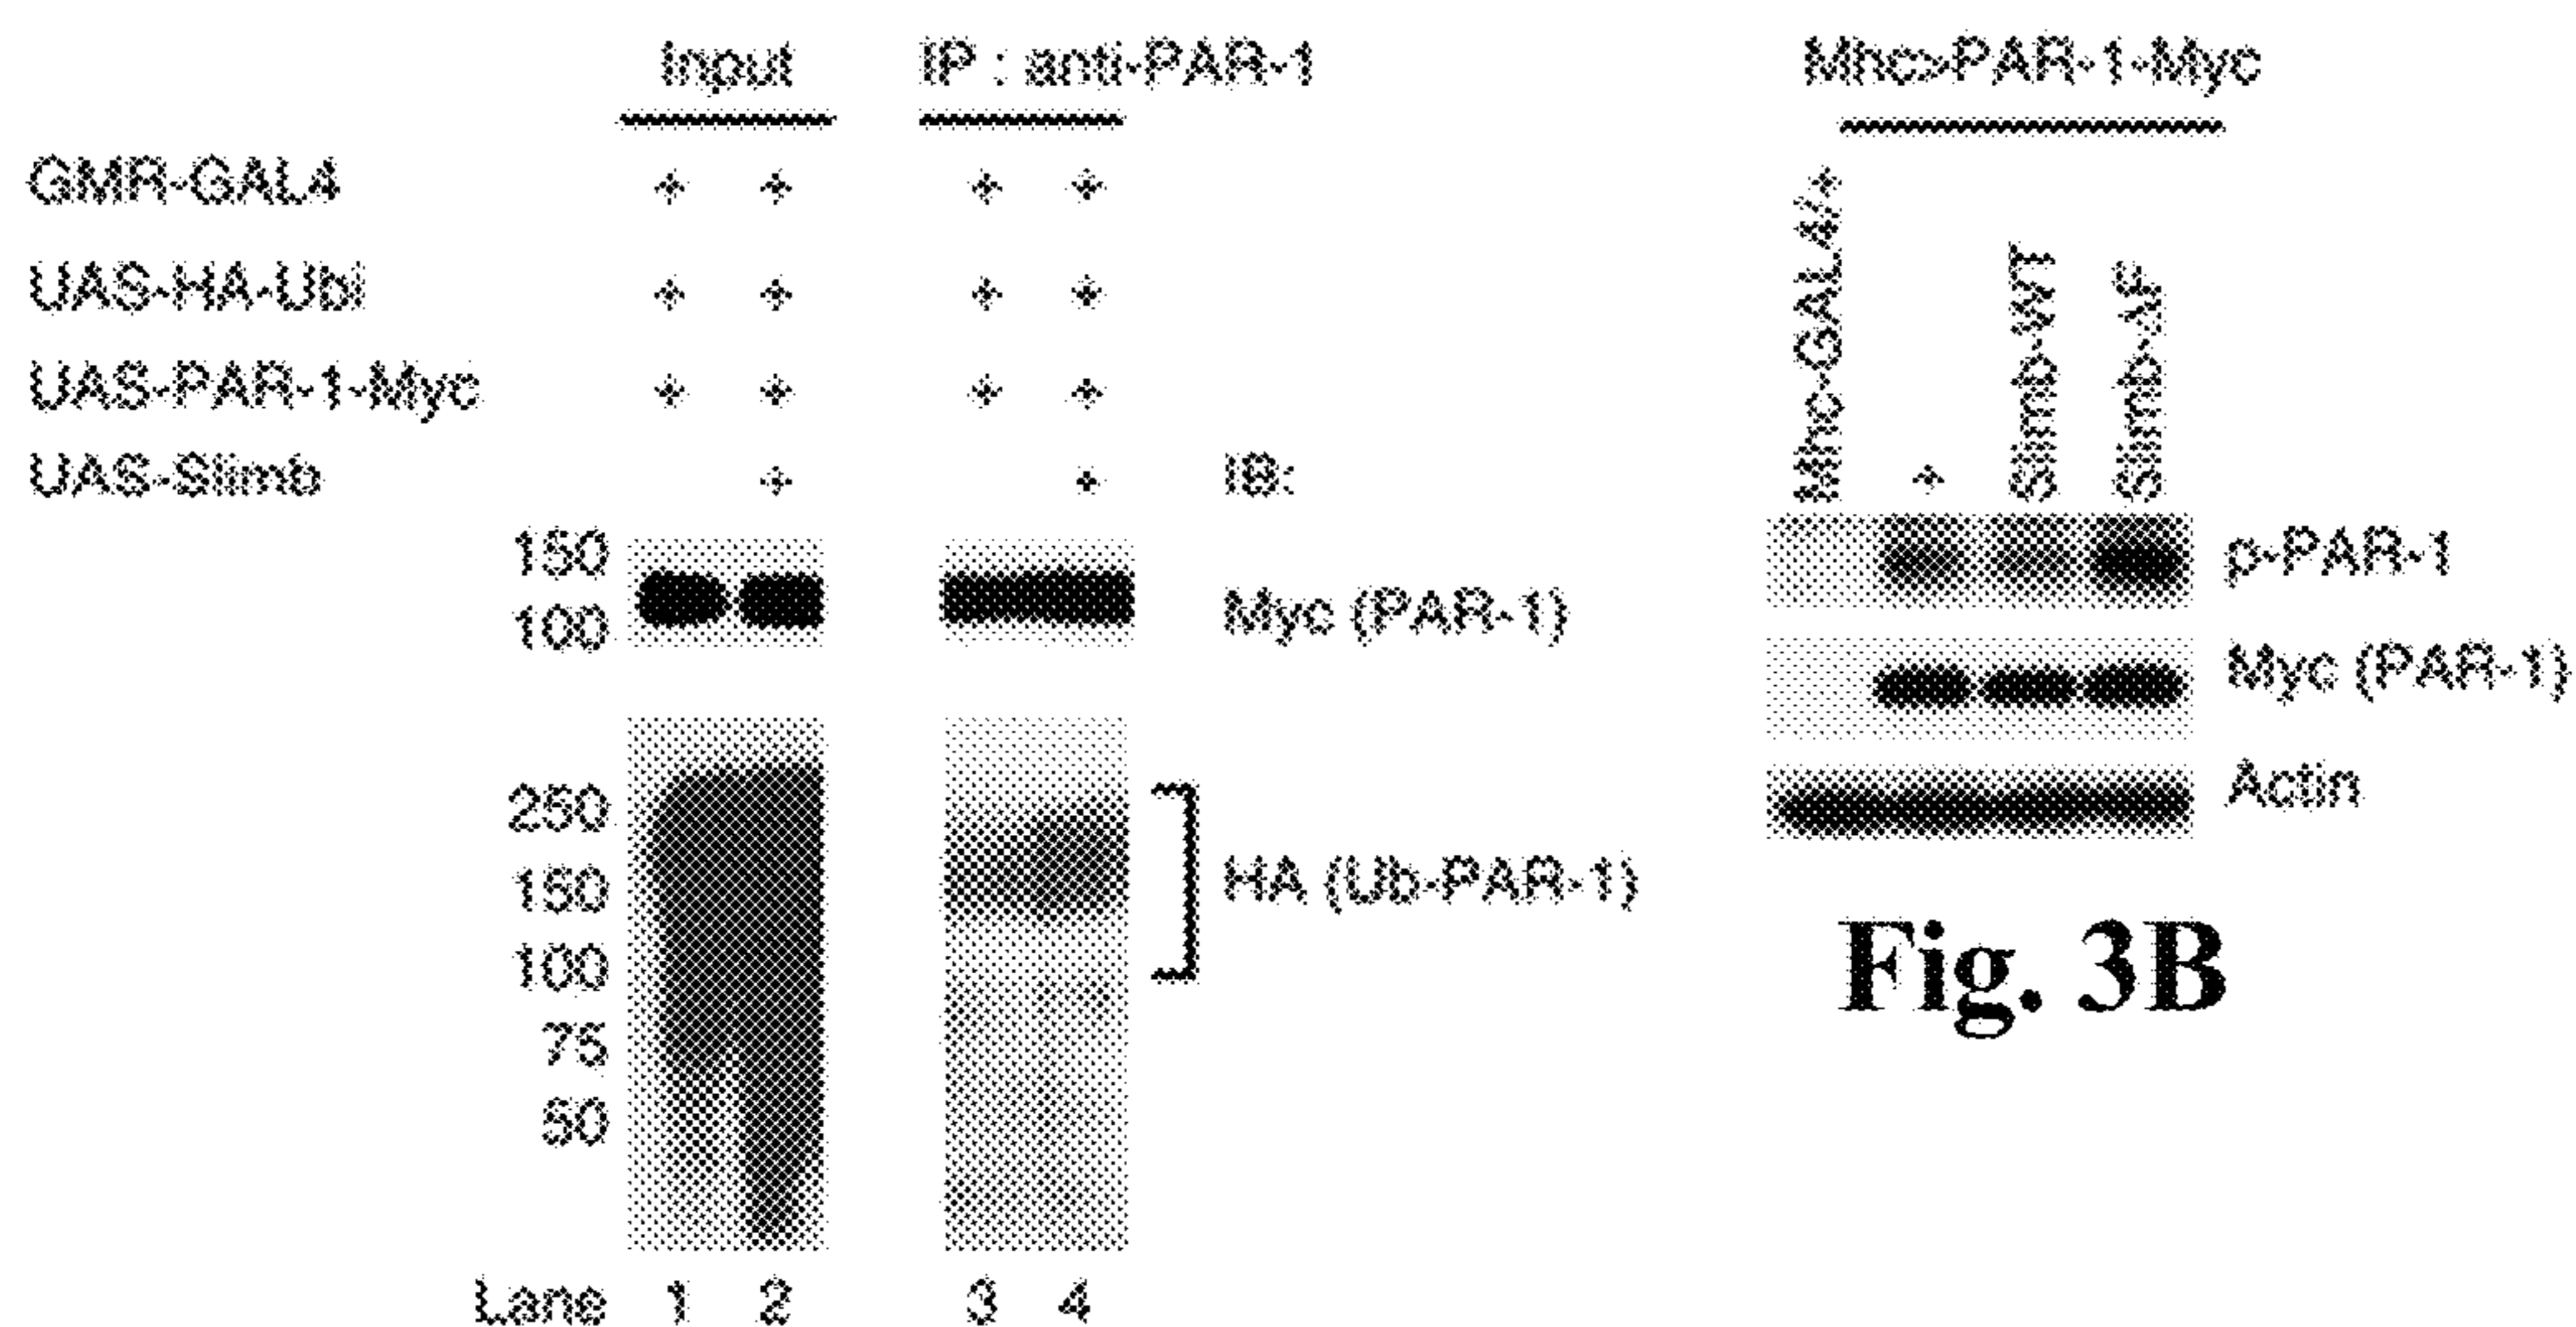 Input IP : anti-PAR-1
GMR-GAL4 + + + +
UAS-HA-Ubi + + + +
UAS-PAR-1-Myc + + + +
UAS-Slimb + +
IB:
150
100
Myc (PAR-1)
250
150
100
75
50
HA (Ub-PAR-1)
Lane 1 2 3 4
Mhc>PAR-1-Myc
Mhc-GAL4/+
+
Slimb-WT
Slimb-ΔF
p-PAR-1
Myc (PAR-1)
Actin
Fig. 3B